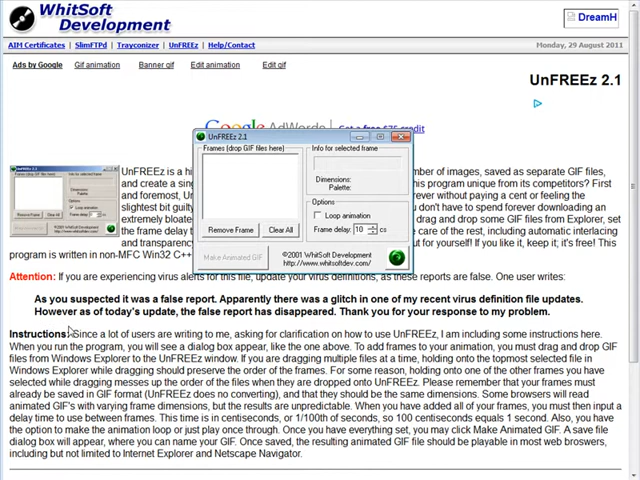 WhitSoft
Development
DreamH
AIM Certificates | SlimFTPd | Trayconizer | UnFREEz | Help/Contact
Monday, 29 August 2011
Ads by Google Gif animation Banner gif Edit animation Edit gif
UnFREEz 2.1
AdWords Get a free $75 credit
UnFREEz 2.1
Frames (drop GIF files here)
Info for selected frame
Dimensions:
Palette:
Options
Loop animation
Frame delay: 10 cs
Remove Frame Clear All
Make Animated GIF
©2001 WhitSoft Development
http://www.whitsoftdev.com/
UnFREEz is a hi mber of images, saved as separate GIF files,
and create a sing this program unique from its competitors? First
and foremost, Un rever without paying a cent or feeling the
slightest bit guilty don't have to spend forever downloading an
extremely bloate drag and drop some GIF files from Explorer, set
the frame delay t care of the rest, including automatic interlacing
and transparency for yourself! If you like it, keep it; it's free! This
program is written in non-MFC Win32 C++
Attention: If you are experiencing virus alerts for this file, update your virus definitions, as these reports are false. One user writes:
As you suspected it was a false report. Apparently there was a glitch in one of my recent virus definition file updates.
However as of today's update, the false report has disappeared. Thank you for your response to my problem.
Instructions: Since a lot of users are writing to me, asking for clarification on how to use UnFREEz, I am including some instructions here.
When you run the program, you will see a dialog box appear, like the one above. To add frames to your animation, you must drag and drop GIF
files from Windows Explorer to the UnFREEz window. If you are dragging multiple files at a time, holding onto the topmost selected file in
Windows Explorer while dragging should preserve the order of the frames. For some reason, holding onto one of the other frames you have
selected while dragging messes up the order of the files when they are dropped onto UnFREEz. Please remember that your frames must
already be saved in GIF format (UnFREEz does no converting), and that they should be the same dimensions. Some browsers will read
animated GIF's with varying frame dimensions, but the results are unpredictable. When you have added all of your frames, you must then input a
delay time to use between frames. This time is in centiseconds, or 1/100th of seconds, so 100 centiseconds equals 1 second. Also, you have
the option to make the animation loop or just play once through. Once you have everything set, you may click Make Animated GIF. A save file
dialog box will appear, where you can name your GIF. Once saved, the resulting animated GIF file should be playable in most web browsers,
including but not limited to Internet Explorer and Netscape Navigator.